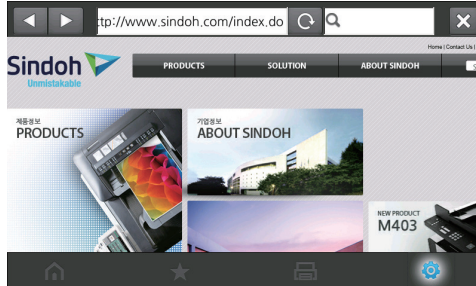 ttp://www.sindoh.com/index.do
Home | Contact Us |
Sindoh
Unmistakable
PRODUCTS SOLUTION ABOUT SINDOH
제품정보
PRODUCTS
기업정보
ABOUT SINDOH
NEW PRODUCT
M403